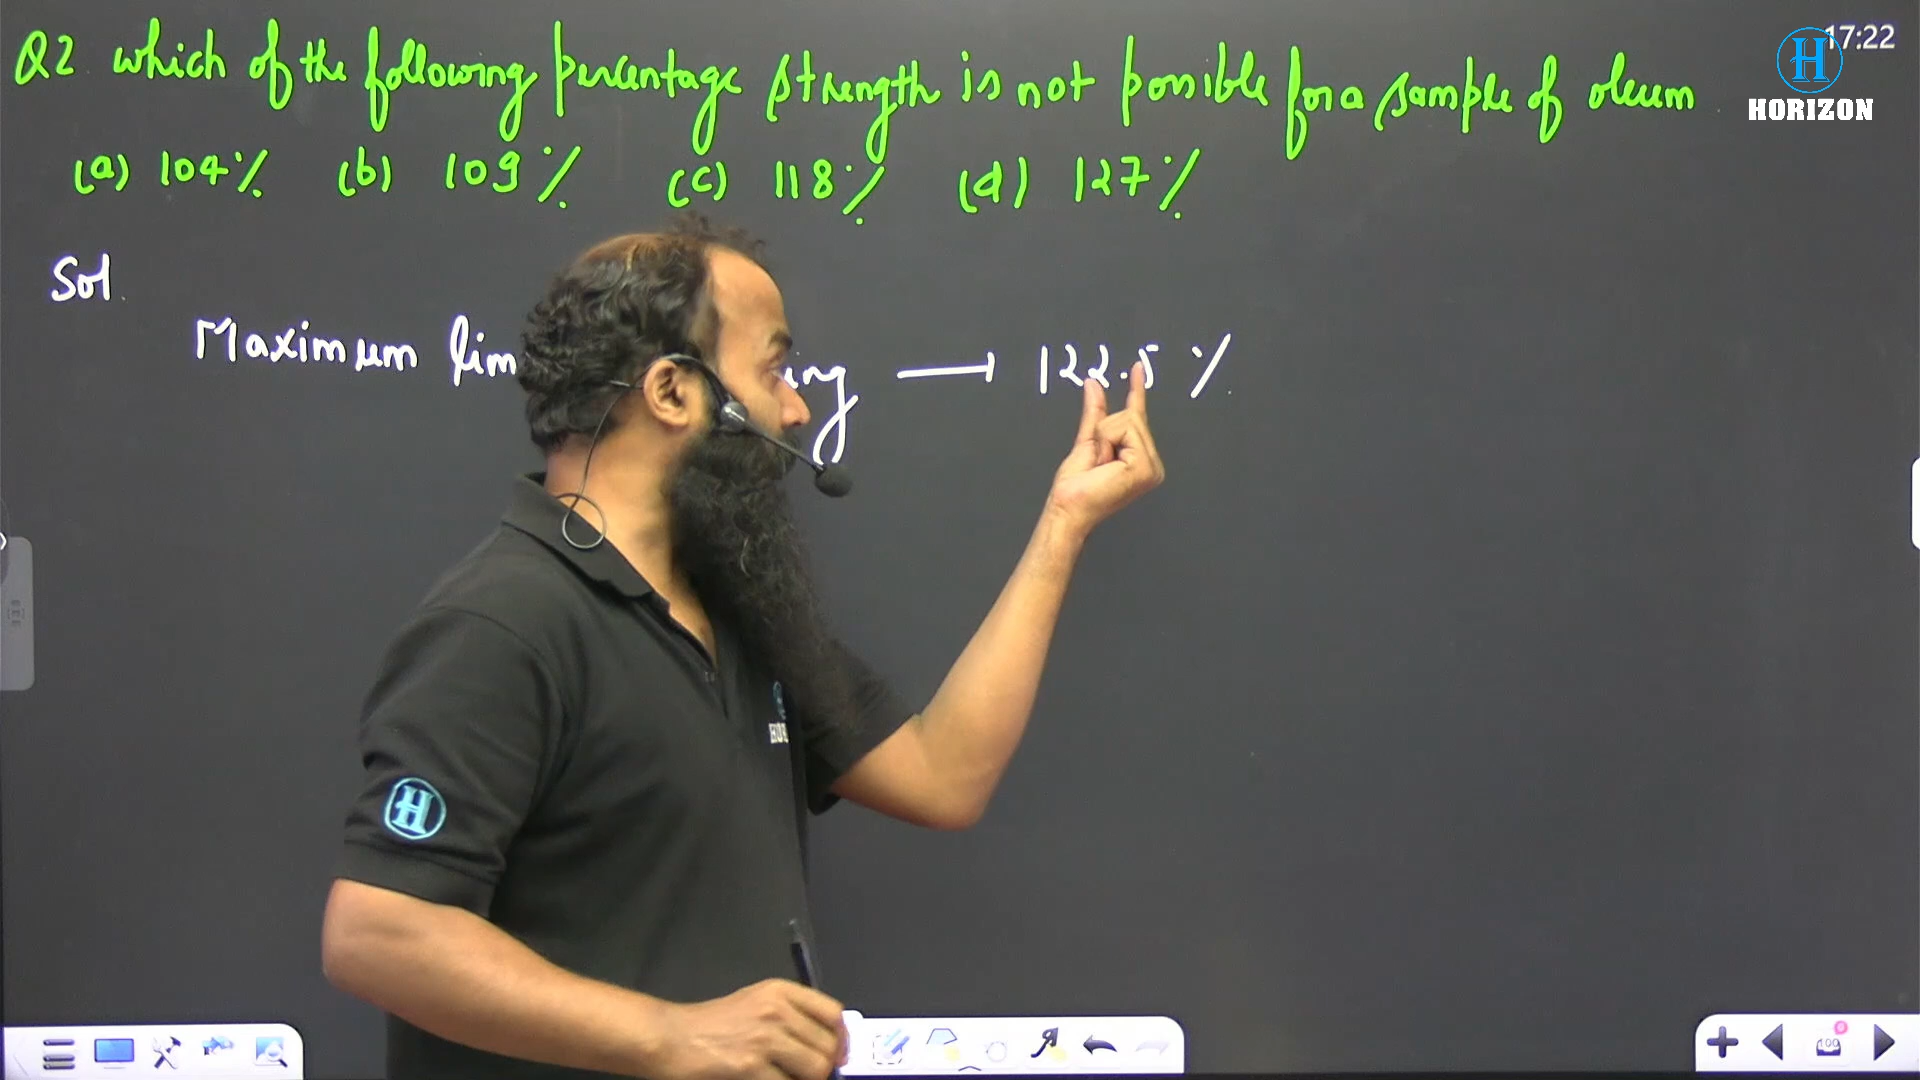 17:22
HORIZON
Q2 which of the following percentage strength is not possible for a sample of oleum
(a) 104% (b) 109% (c) 118% (d) 127%
Sol.
Maximum → 122.5 %
H